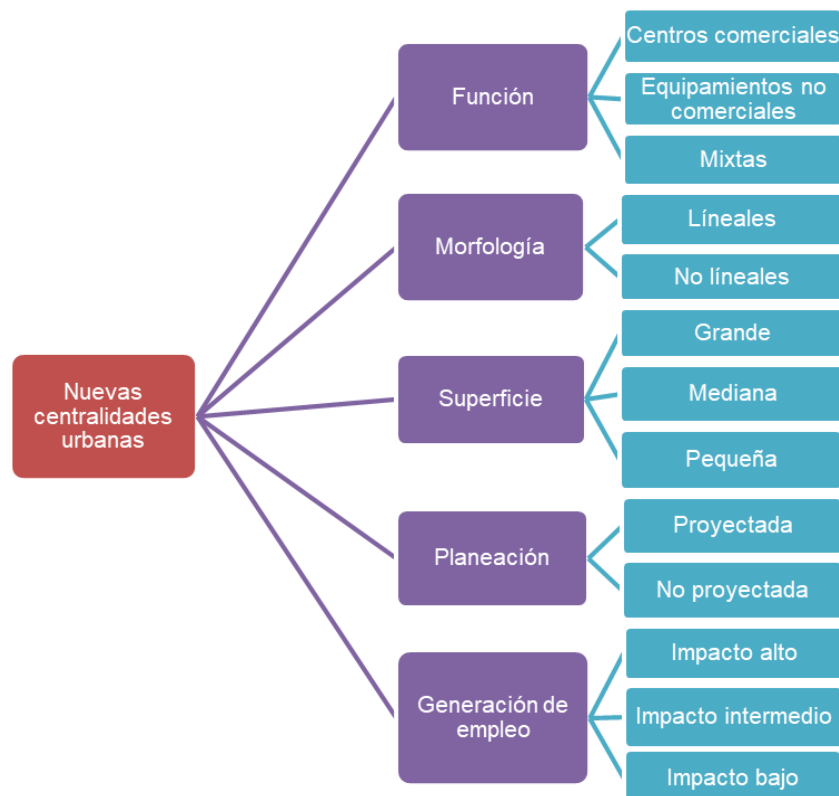 Nuevas
centralidades
urbanas
Función
Centros comerciales
Equipamientos no
comerciales
Mixtas
Morfología
Líneales
No líneales
Superficie
Grande
Mediana
Pequeña
Planeación
Proyectada
No proyectada
Generación de
empleo
Impacto alto
Impacto intermedio
Impacto bajo